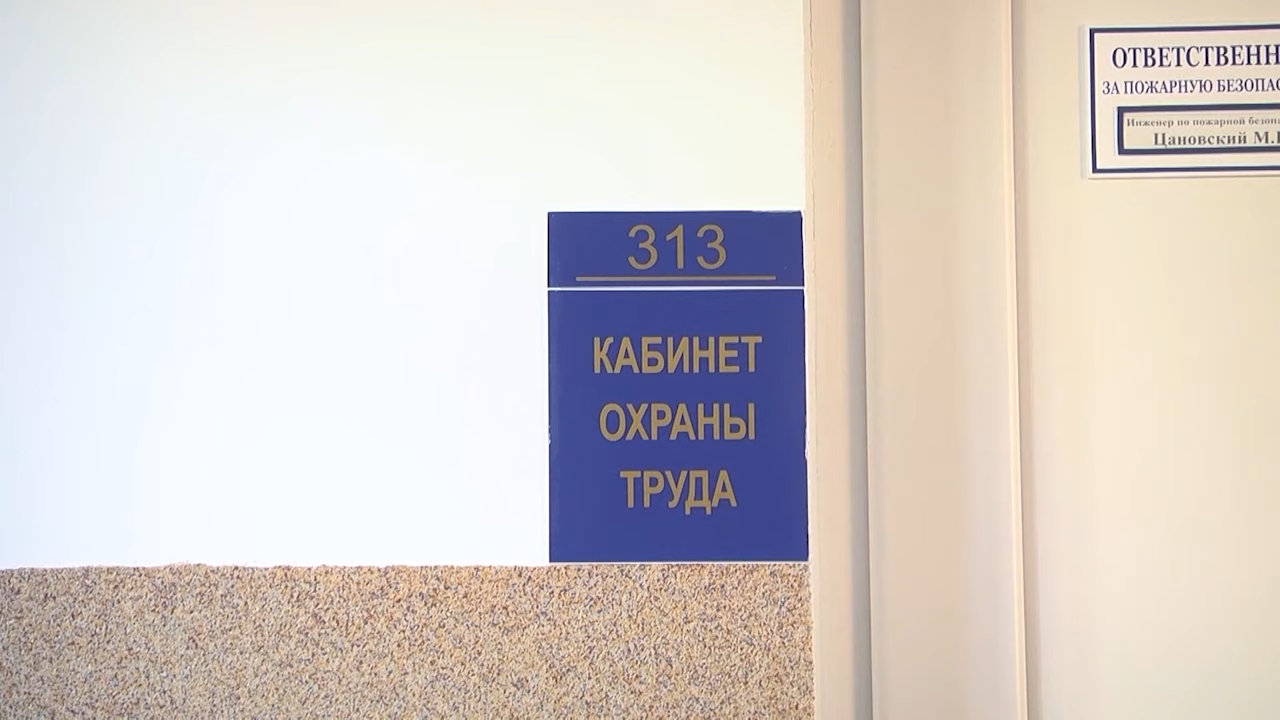 313
КАБИНЕТ
ОХРАНЫ
ТРУДА
ОТВЕТСТВЕНН
ЗА ПОЖАРНУЮ БЕЗОПАС
Инженер по пожарной безопа
Цановский М.